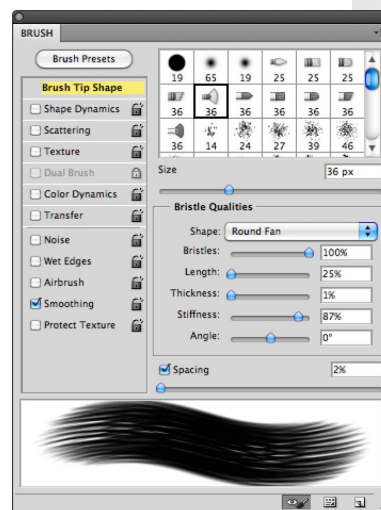 BRUSH
Brush Presets
Brush Tip Shape
Shape Dynamics
Scattering
Texture
Dual Brush
Color Dynamics
Transfer
Noise
Wet Edges
Airbrush
Smoothing
Protect Texture
19 65 19 25 25 25
36 36 36 36 36 36
36 14 24 27 39 46
Size 36 px
Bristle Qualities
Shape: Round Fan
Bristles: 100%
Length: 25%
Thickness: 1%
Stiffness: 87%
Angle: 0°
Spacing 2%